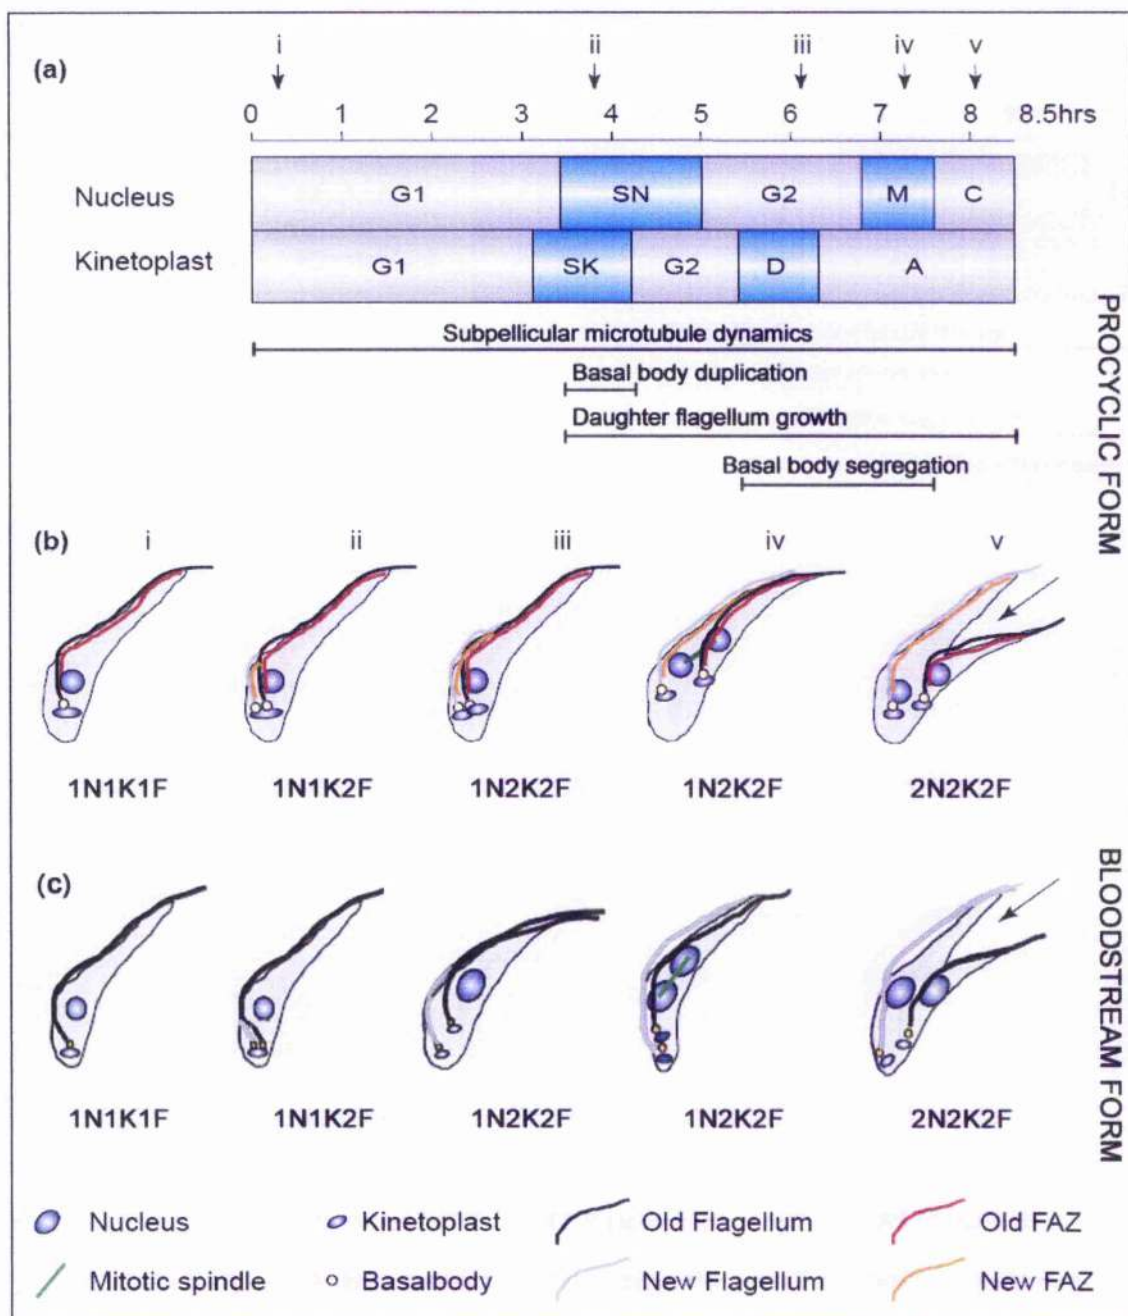 i ii iii iv v
(a)
0 1 2 3 4 5 6 7 8 8.5hrs
Nucleus G1 SN G2 M C
Kinetoplast G1 SK G2 D A
Subpellicular microtubule dynamics
Basal body duplication
Daughter flagellum growth
Basal body segregation
PROCYCLIC FORM
(b) i ii iii iv v
1N1K1F 1N1K2F 1N2K2F 1N2K2F 2N2K2F
(c)
BLOODSTREAM FORM
1N1K1F 1N1K2F 1N2K2F 1N2K2F 2N2K2F
Nucleus Kinetoplast Old Flagellum Old FAZ
Mitotic spindle Basalbody New Flagellum New FAZ